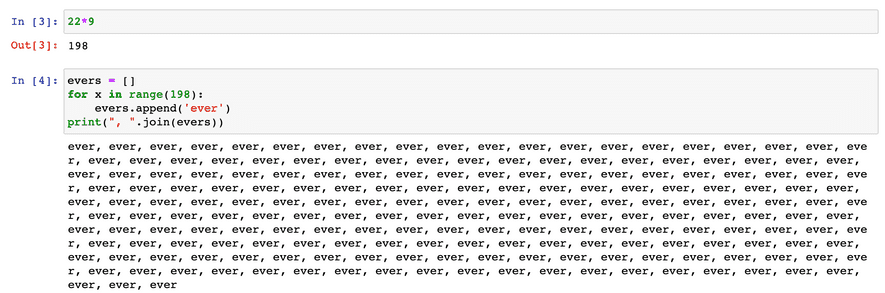 In [3]: 22*9
Out[3]: 198
In [4]: evers = []
for x in range(198):
    evers.append('ever')
print(", ".join(evers))
ever, ever, ever, ever, ever, ever, ever, ever, ever, ever, ever, ever, ever, ever, ever, ever, ever, ever, ever, eve
r, ever, ever, ever, ever, ever, ever, ever, ever, ever, ever, ever, ever, ever, ever, ever, ever, ever, ever, ever,
ever, ever, ever, ever, ever, ever, ever, ever, ever, ever, ever, ever, ever, ever, ever, ever, ever, ever, ever, eve
r, ever, ever, ever, ever, ever, ever, ever, ever, ever, ever, ever, ever, ever, ever, ever, ever, ever, ever, ever,
ever, ever, ever, ever, ever, ever, ever, ever, ever, ever, ever, ever, ever, ever, ever, ever, ever, ever, ever, eve
r, ever, ever, ever, ever, ever, ever, ever, ever, ever, ever, ever, ever, ever, ever, ever, ever, ever, ever, ever,
ever, ever, ever, ever, ever, ever, ever, ever, ever, ever, ever, ever, ever, ever, ever, ever, ever, ever, ever, eve
r, ever, ever, ever, ever, ever, ever, ever, ever, ever, ever, ever, ever, ever, ever, ever, ever, ever, ever, ever,
ever, ever, ever, ever, ever, ever, ever, ever, ever, ever, ever, ever, ever, ever, ever, ever, ever, ever, ever, eve
r, ever, ever, ever, ever, ever, ever, ever, ever, ever, ever, ever, ever, ever, ever, ever, ever, ever, ever, ever,
ever, ever, ever